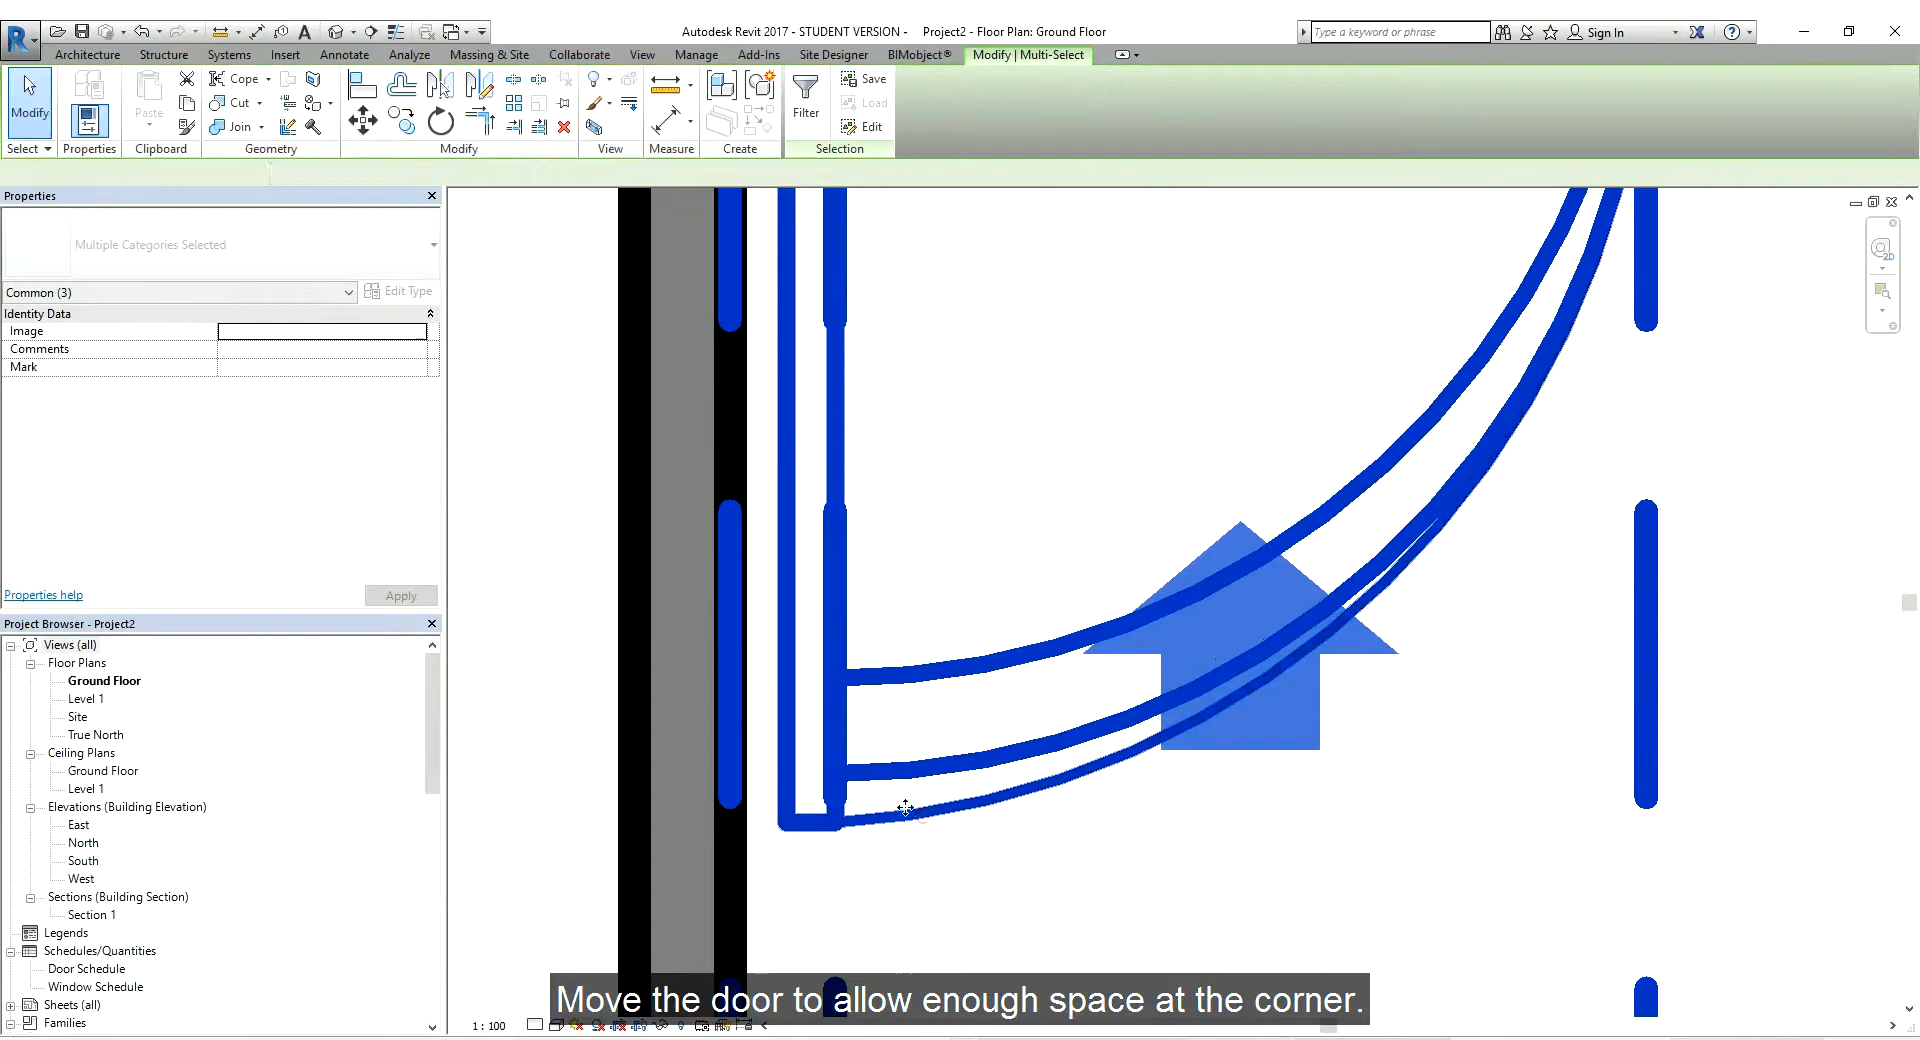 Autodesk Revit 2017 - STUDENT VERSION - Project2 - Floor Plan: Ground Floor
Type a keyword or phrase
Sign In
Architecture Structure Systems Insert Annotate Analyze Massing & Site Collaborate View Manage Add-Ins Site Designer BIMobject® Modify | Multi-Select
Modify
Paste
Cope
Cut
Join
Filter
Save
Load
Edit
Select Properties Clipboard Geometry Modify View Measure Create Selection
Properties
Multiple Categories Selected
Common (3)
Edit Type
Identity Data
Image
Comments
Mark
Properties help
Apply
Project Browser - Project2
Views (all)
Floor Plans
Ground Floor
Level 1
Site
True North
Ceiling Plans
Ground Floor
Level 1
Elevations (Building Elevation)
East
North
South
West
Sections (Building Section)
Section 1
Legends
Schedules/Quantities
Door Schedule
Window Schedule
Sheets (all)
Families
2D
Move the door to allow enough space at the corner.
1 : 100